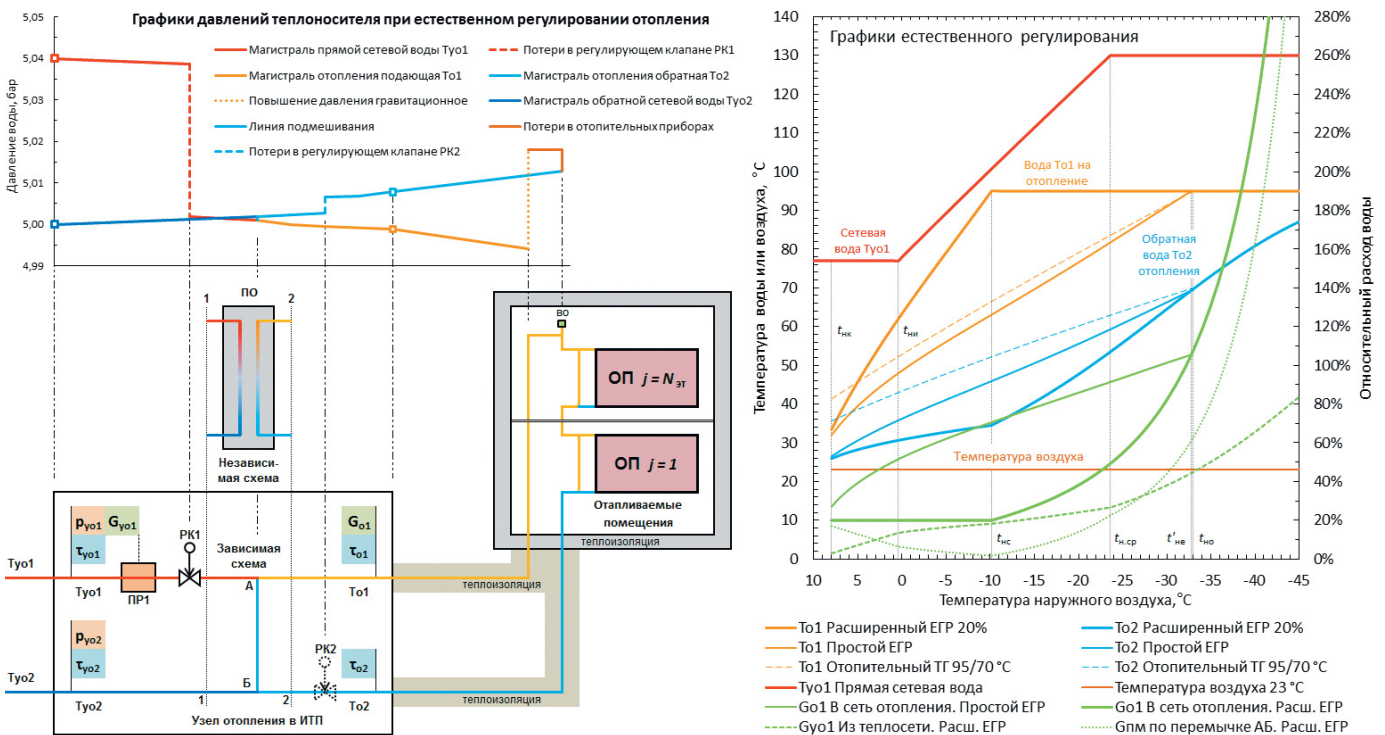 Графики давлений теплоносителя при естественном регулировании отопления
5,05
5,04
5,03
5,02
5,01
5,00
4,99
Давление воды, бар
Магистраль прямой сетевой воды Tуо1
Потери в регулирующем клапане РК1
Магистраль отопления подающая То1
Магистраль отопления обратная То2
Повышение давления гравитационное
Магистраль обратной сетевой воды Туо2
Линия подмешивания
Потери в отопительных приборах
Потери в регулирующем клапане РК2
ПО
1
2
Независи-
мая схема
pуо1
Gуо1
τуо1
РК1
Зависимая
схема
Gо1
τо1
Туо1
Туо1
ПР1
А
То1
pуо2
τуо2
РК2
τо2
Туо2
Туо2
Б
1
2
То2
Узел отопления в ИТП
ВО
ОП j = Nэт
ОП j = 1
Отапливаемые
помещения
теплоизоляция
теплоизоляция
теплоизоляция
Графики естественного регулирования
140
130
120
110
100
90
80
70
60
50
40
30
20
10
0
Температура воды или воздуха, °С
280%
260%
240%
220%
200%
180%
160%
140%
120%
100%
80%
60%
40%
20%
0%
Относительный расход воды
Вода То1 на
отопление
Сетевая
вода Туо1
Обратная
вода То2
отопления
tнк
tни
Температура воздуха
tнс
tн.ср
t'не
tно
10
5
0
-5
-10
-15
-20
-25
-30
-35
-40
-45
Температура наружного воздуха,°С
То1 Расширенный ЕГР 20%
То2 Расширенный ЕГР 20%
То1 Простой ЕГР
То2 Простой ЕГР
То1 Отопительный ТГ 95/70 °С
То2 Отопительный ТГ 95/70 °С
Туо1 Прямая сетевая вода
Температура воздуха 23 °С
Gо1 В сеть отопления. Простой ЕГР
Gо1 В сеть отопления. Расш. ЕГР
Gуо1 Из теплосети. Расш. ЕГР
Gпм по перемычке АБ. Расш. ЕГР